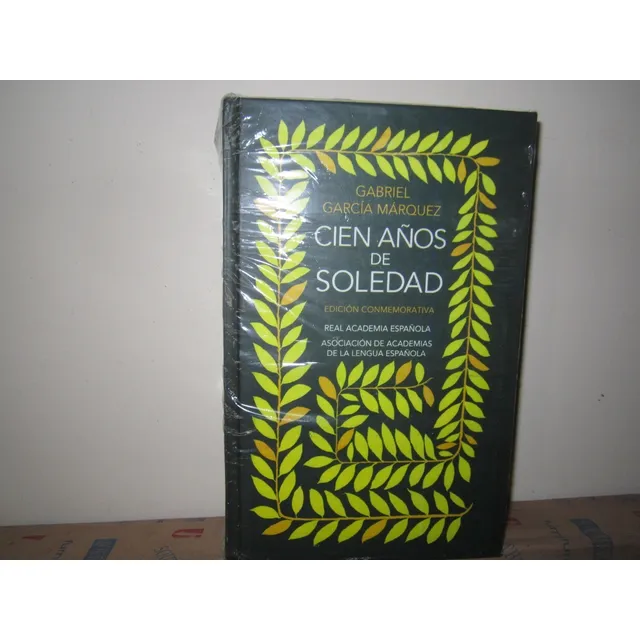 GABRIEL
GARCÍA MÁRQUEZ
CIEN AÑOS
DE
SOLEDAD
EDICIÓN CONMEMORATIVA
REAL ACADEMIA ESPAÑOLA
ASOCIACIÓN DE ACADEMIAS
DE LA LENGUA ESPAÑOLA